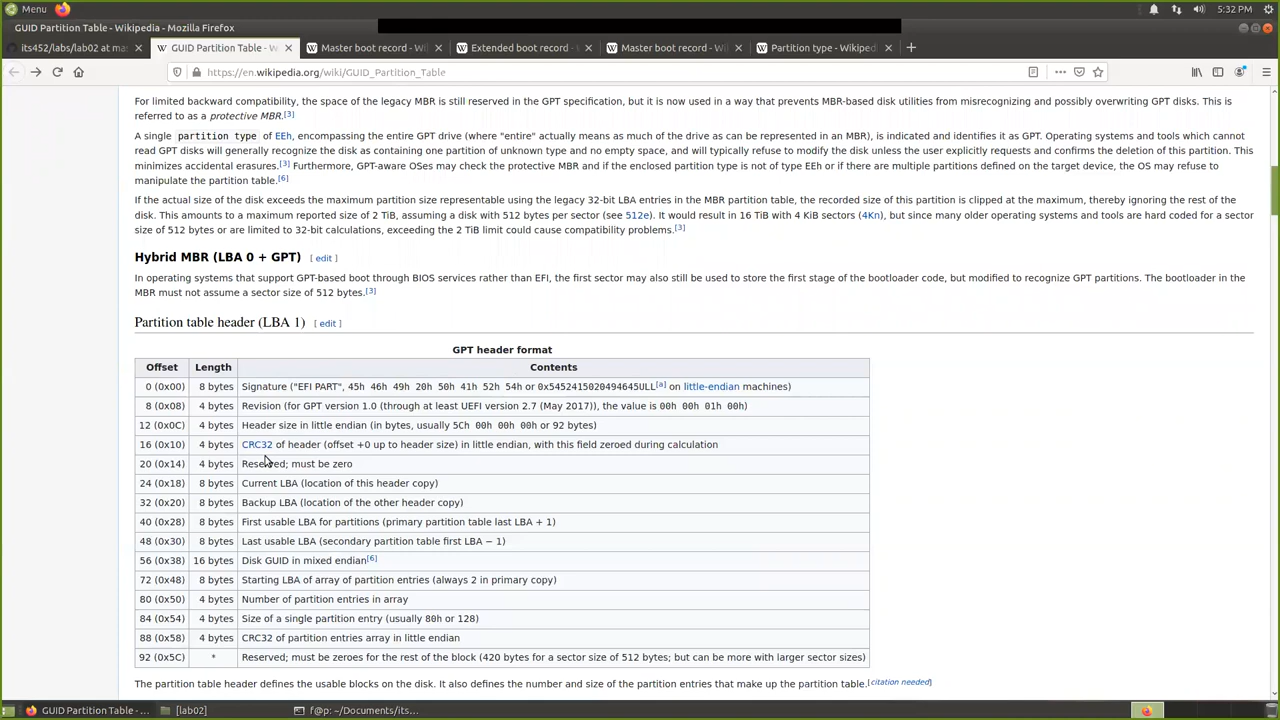 Menu
5:32 PM
GUID Partition Table - Wikipedia - Mozilla Firefox
its452/labs/lab02 at mas
GUID Partition Table - W
Master boot record - Wi
Extended boot record -
Master boot record - Wi
Partition type - Wikiped
https://en.wikipedia.org/wiki/GUID_Partition_Table
For limited backward compatibility, the space of the legacy MBR is still reserved in the GPT specification, but it is now used in a way that prevents MBR-based disk utilities from misrecognizing and possibly overwriting GPT disks. This is
referred to as a protective MBR.[3]
A single partition type of EEh, encompassing the entire GPT drive (where "entire" actually means as much of the drive as can be represented in an MBR), is indicated and identifies it as GPT. Operating systems and tools which cannot
read GPT disks will generally recognize the disk as containing one partition of unknown type and no empty space, and will typically refuse to modify the disk unless the user explicitly requests and confirms the deletion of this partition. This
minimizes accidental erasures.[3] Furthermore, GPT-aware OSes may check the protective MBR and if the enclosed partition type is not of type EEh or if there are multiple partitions defined on the target device, the OS may refuse to
manipulate the partition table.[6]
If the actual size of the disk exceeds the maximum partition size representable using the legacy 32-bit LBA entries in the MBR partition table, the recorded size of this partition is clipped at the maximum, thereby ignoring the rest of the
disk. This amounts to a maximum reported size of 2 TiB, assuming a disk with 512 bytes per sector (see 512e). It would result in 16 TiB with 4 KiB sectors (4Kn), but since many older operating systems and tools are hard coded for a sector
size of 512 bytes or are limited to 32-bit calculations, exceeding the 2 TiB limit could cause compatibility problems.[3]
Hybrid MBR (LBA 0 + GPT) [ edit ]
In operating systems that support GPT-based boot through BIOS services rather than EFI, the first sector may also still be used to store the first stage of the bootloader code, but modified to recognize GPT partitions. The bootloader in the
MBR must not assume a sector size of 512 bytes.[3]
Partition table header (LBA 1) [ edit ]
GPT header format
Offset Length Contents
0 (0x00) 8 bytes Signature ("EFI PART", 45h 46h 49h 20h 50h 41h 52h 54h or 0x5452415020494645ULL[a] on little-endian machines)
8 (0x08) 4 bytes Revision (for GPT version 1.0 (through at least UEFI version 2.7 (May 2017)), the value is 00h 00h 01h 00h)
12 (0x0C) 4 bytes Header size in little endian (in bytes, usually 5Ch 00h 00h 00h or 92 bytes)
16 (0x10) 4 bytes CRC32 of header (offset +0 up to header size) in little endian, with this field zeroed during calculation
20 (0x14) 4 bytes Reserved; must be zero
24 (0x18) 8 bytes Current LBA (location of this header copy)
32 (0x20) 8 bytes Backup LBA (location of the other header copy)
40 (0x28) 8 bytes First usable LBA for partitions (primary partition table last LBA + 1)
48 (0x30) 8 bytes Last usable LBA (secondary partition table first LBA − 1)
56 (0x38) 16 bytes Disk GUID in mixed endian[6]
72 (0x48) 8 bytes Starting LBA of array of partition entries (always 2 in primary copy)
80 (0x50) 4 bytes Number of partition entries in array
84 (0x54) 4 bytes Size of a single partition entry (usually 80h or 128)
88 (0x58) 4 bytes CRC32 of partition entries array in little endian
92 (0x5C) * Reserved; must be zeroes for the rest of the block (420 bytes for a sector size of 512 bytes; but can be more with larger sector sizes)
The partition table header defines the usable blocks on the disk. It also defines the number and size of the partition entries that make up the partition table.[citation needed]
GUID Partition Table - ...
[lab02]
f@p: ~/Documents/its...